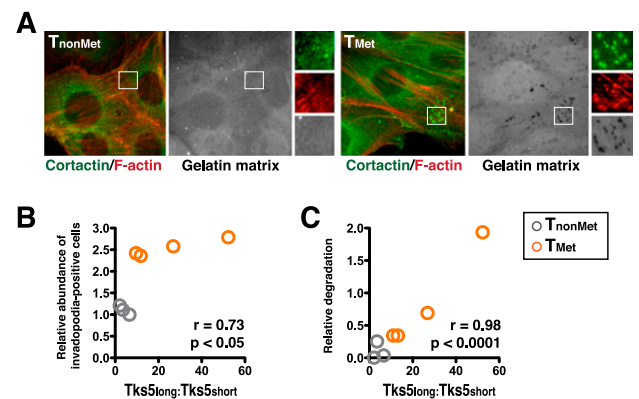 A
TnonMet
TMet
Cortactin/F-actin
Gelatin matrix
Cortactin/F-actin
Gelatin matrix
B
Relative abundance of
invadopodia-positive cells
3.0
2.5
2.0
1.5
1.0
0.5
0.0
0 20 40 60
r = 0.73
p < 0.05
Tks5long:Tks5short
C
Relative degradation
2.0
1.5
1.0
0.5
0.0
0 20 40 60
r = 0.98
p < 0.0001
Tks5long:Tks5short
TnonMet
TMet